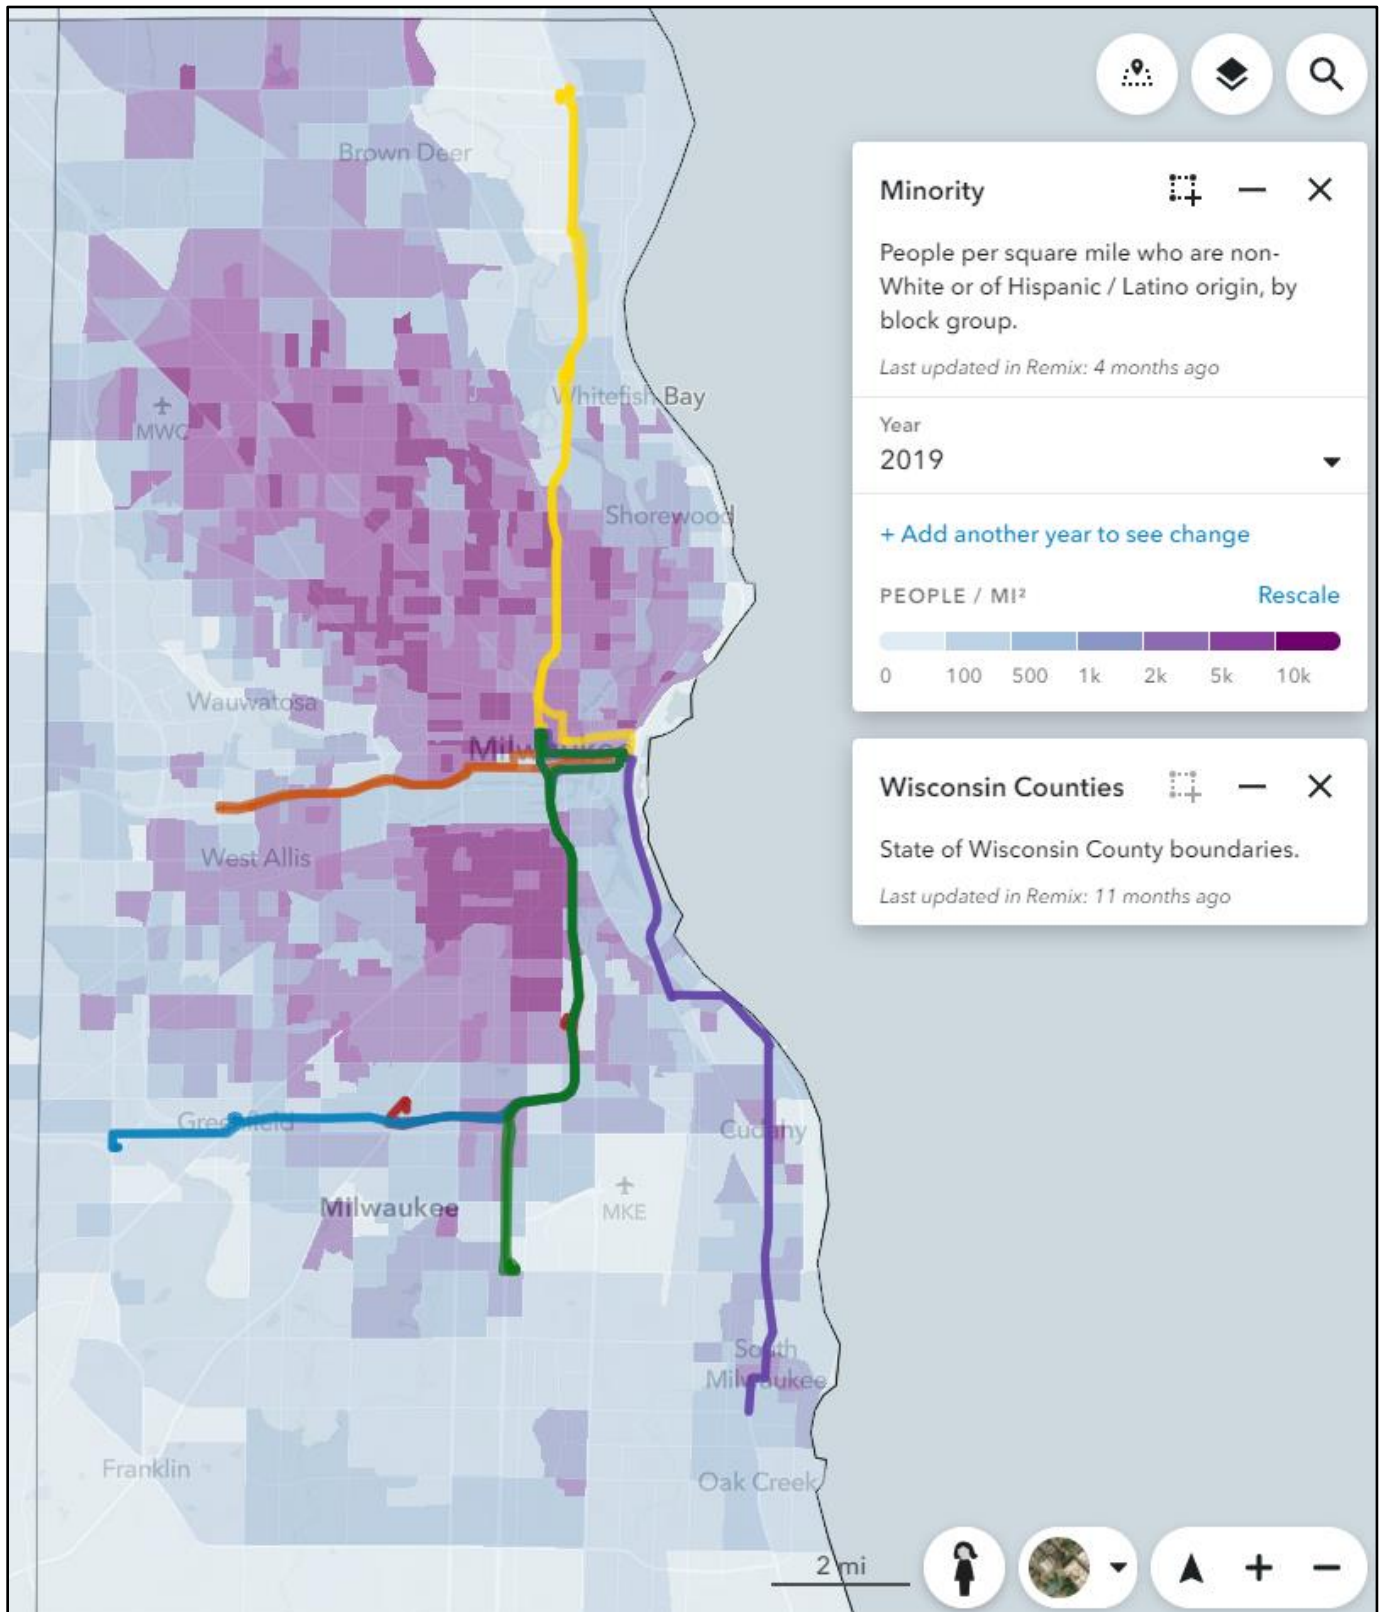 Brown Deer
Whitefish Bay
MWC
Shorewood
Wauwatosa
Milwaukee
West Allis
Greenfield
Cudahy
Milwaukee
MKE
South
Milwaukee
Franklin
Oak Creek
2 mi
Minority
People per square mile who are non-
White or of Hispanic / Latino origin, by
block group.
Last updated in Remix: 4 months ago
Year
2019
+ Add another year to see change
PEOPLE / MI²
Rescale
0 100 500 1k 2k 5k 10k
Wisconsin Counties
State of Wisconsin County boundaries.
Last updated in Remix: 11 months ago